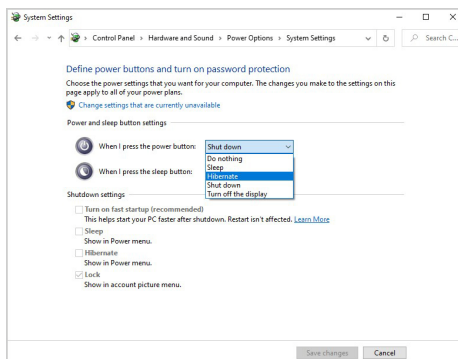 System Settings
Control Panel > Hardware and Sound > Power Options > System Settings
Search C...
Define power buttons and turn on password protection
Choose the power settings that you want for your computer. The changes you make to the settings on this
page apply to all of your power plans.
Change settings that are currently unavailable
Power and sleep button settings
When I press the power button: Shut down
Do nothing
Sleep
Hibernate
Shut down
Turn off the display
When I press the sleep button:
Shutdown settings
Turn on fast startup (recommended)
This helps start your PC faster after shutdown. Restart isn't affected. Learn More
Sleep
Show in Power menu.
Hibernate
Show in Power menu.
Lock
Show in account picture menu.
Save changes Cancel